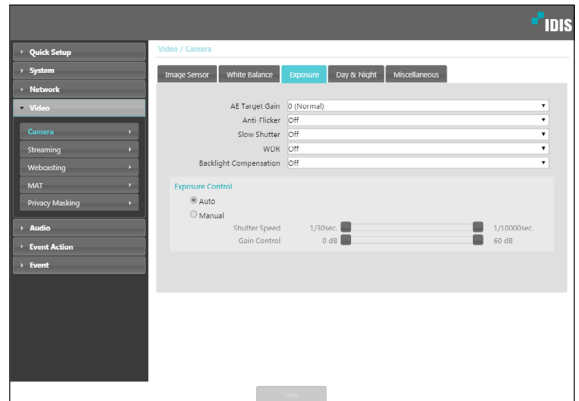 IDIS
Quick Setup
System
Network
Video
Camera
Streaming
Webcasting
MAT
Privacy Masking
Audio
Event Action
Event
Video / Camera
Image Sensor White Balance Exposure Day & Night Miscellaneous
AE Target Gain 0 (Normal)
Anti Flicker Off
Slow Shutter Off
WDR Off
Backlight Compensation Off
Exposure Control
Auto
Manual
Shutter Speed 1/30sec. 1/10000sec.
Gain Control 0 dB 60 dB
Save